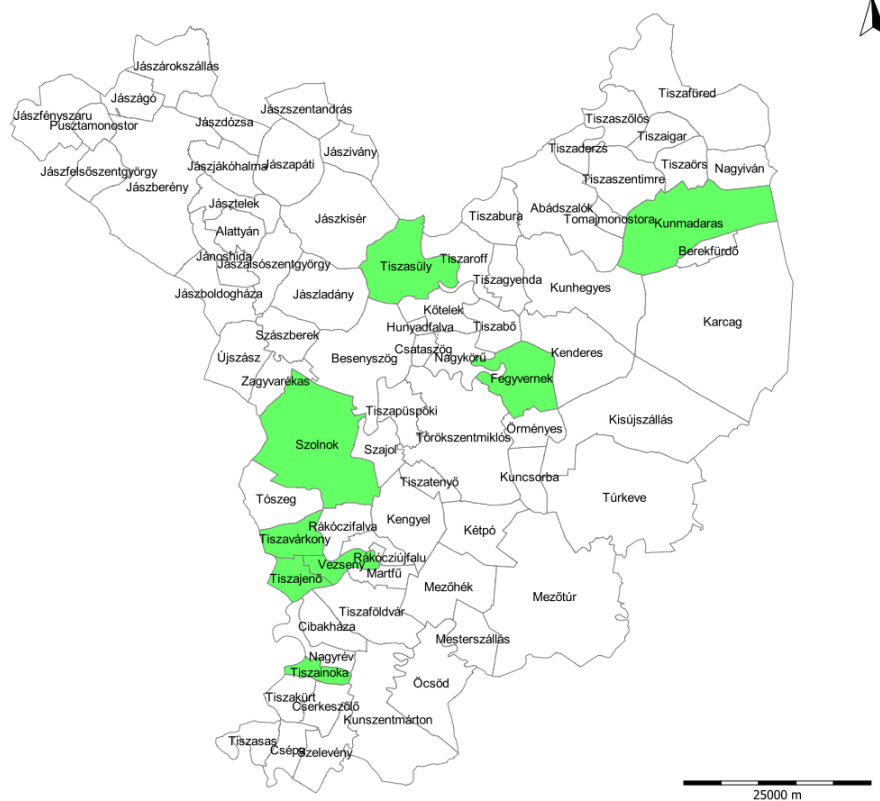 Jászárokszállás
Tiszafüred
Jászágó
Jászszentandrás
Jászfényszaru
Pusztamonostor
Jászdózsa
Tiszaszőlős
Tiszaigar
Jászivány
Tiszaderzs
Jászfelsőszentgyörgy
Jászjákóhalma
Jászapáti
Tiszaörs
Nagyiván
Jászberény
Tiszaszentimre
Jásztelek
Abádszalók
Jászkisér
Tiszabura
Tomajmonostora
Kunmadaras
Alattyán
Berekfürdő
Jánoshida
Jászalsószentgyörgy
Tiszasüly
Tiszaroff
Tiszagyenda
Kunhegyes
Jászboldogháza
Jászladány
Kőtelek
Karcag
Hunyadfalva
Tiszabő
Szászberek
Csataszög
Újszász
Besenyszög
Nagykörű
Kenderes
Zagyvarékas
Fegyvernek
Tiszapüspöki
Kisújszállás
Örményes
Törökszentmiklós
Szolnok
Szajol
Kuncsorba
Tiszatenyő
Tószeg
Túrkeve
Rákóczifalva
Kengyel
Kétpó
Tiszavárkony
Rákócziújfalu
Vezseny
Martfű
Tiszajenő
Mezőhék
Mezőtúr
Tiszaföldvár
Cibakháza
Mesterszállás
Nagyrév
Tiszainoka
Öcsöd
Tiszakürt
Cserkeszőlő
Kunszentmárton
Tiszasas
Csépa
Szelevény
25000 m